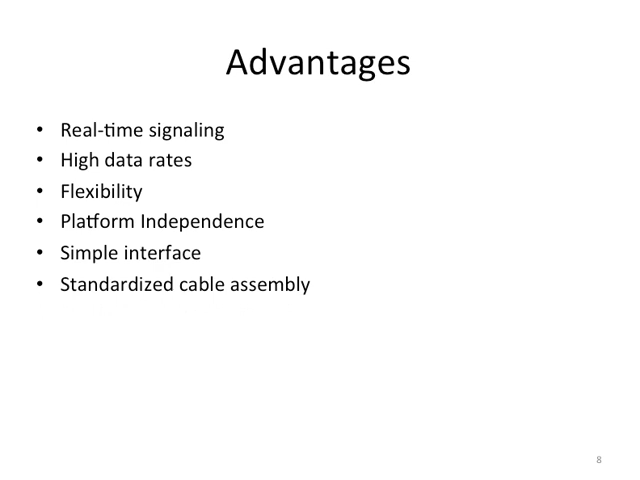 Advantages
• Real-time signaling
• High data rates
• Flexibility
• Platform Independence
• Simple interface
• Standardized cable assembly
8